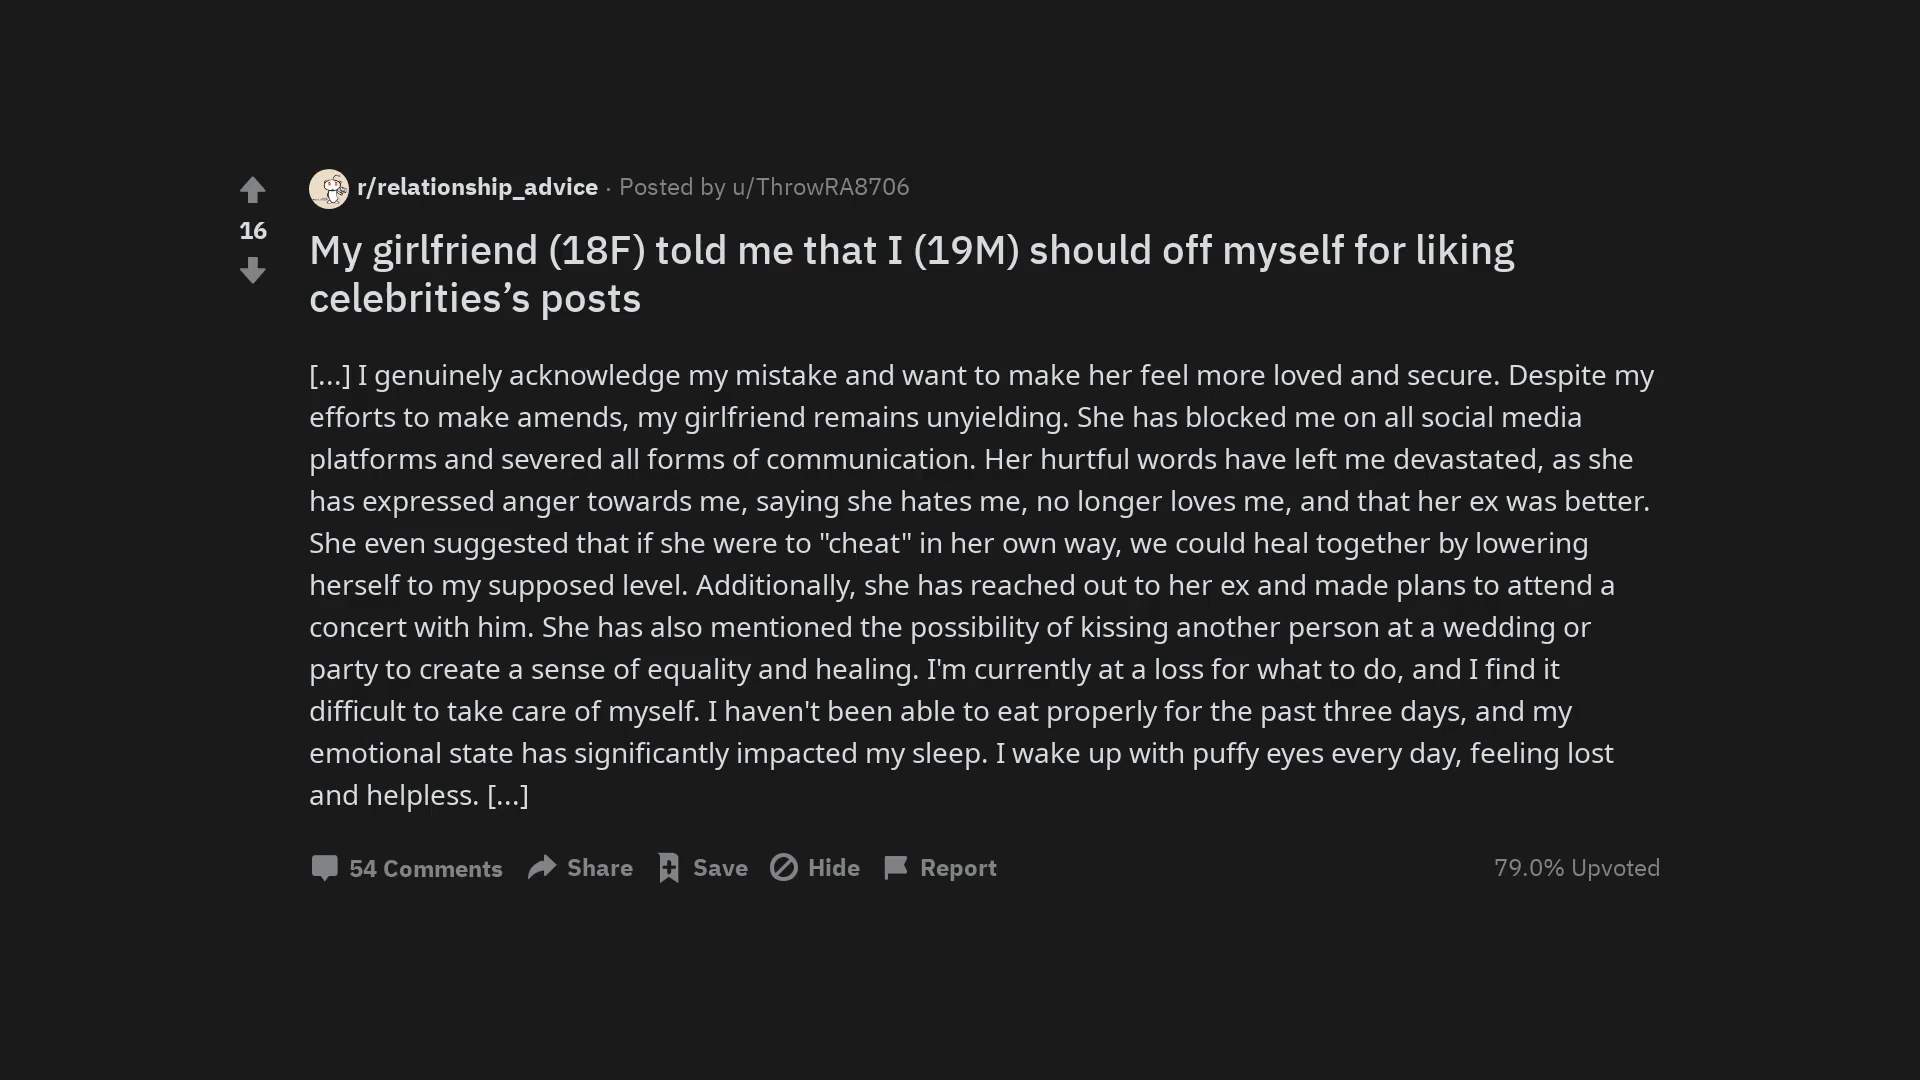 r/relationship_advice · Posted by u/ThrowRA8706
16
My girlfriend (18F) told me that I (19M) should off myself for liking
celebrities’s posts
[...] I genuinely acknowledge my mistake and want to make her feel more loved and secure. Despite my
efforts to make amends, my girlfriend remains unyielding. She has blocked me on all social media
platforms and severed all forms of communication. Her hurtful words have left me devastated, as she
has expressed anger towards me, saying she hates me, no longer loves me, and that her ex was better.
She even suggested that if she were to "cheat" in her own way, we could heal together by lowering
herself to my supposed level. Additionally, she has reached out to her ex and made plans to attend a
concert with him. She has also mentioned the possibility of kissing another person at a wedding or
party to create a sense of equality and healing. I'm currently at a loss for what to do, and I find it
difficult to take care of myself. I haven't been able to eat properly for the past three days, and my
emotional state has significantly impacted my sleep. I wake up with puffy eyes every day, feeling lost
and helpless. [...]
54 Comments Share Save Hide Report 79.0% Upvoted